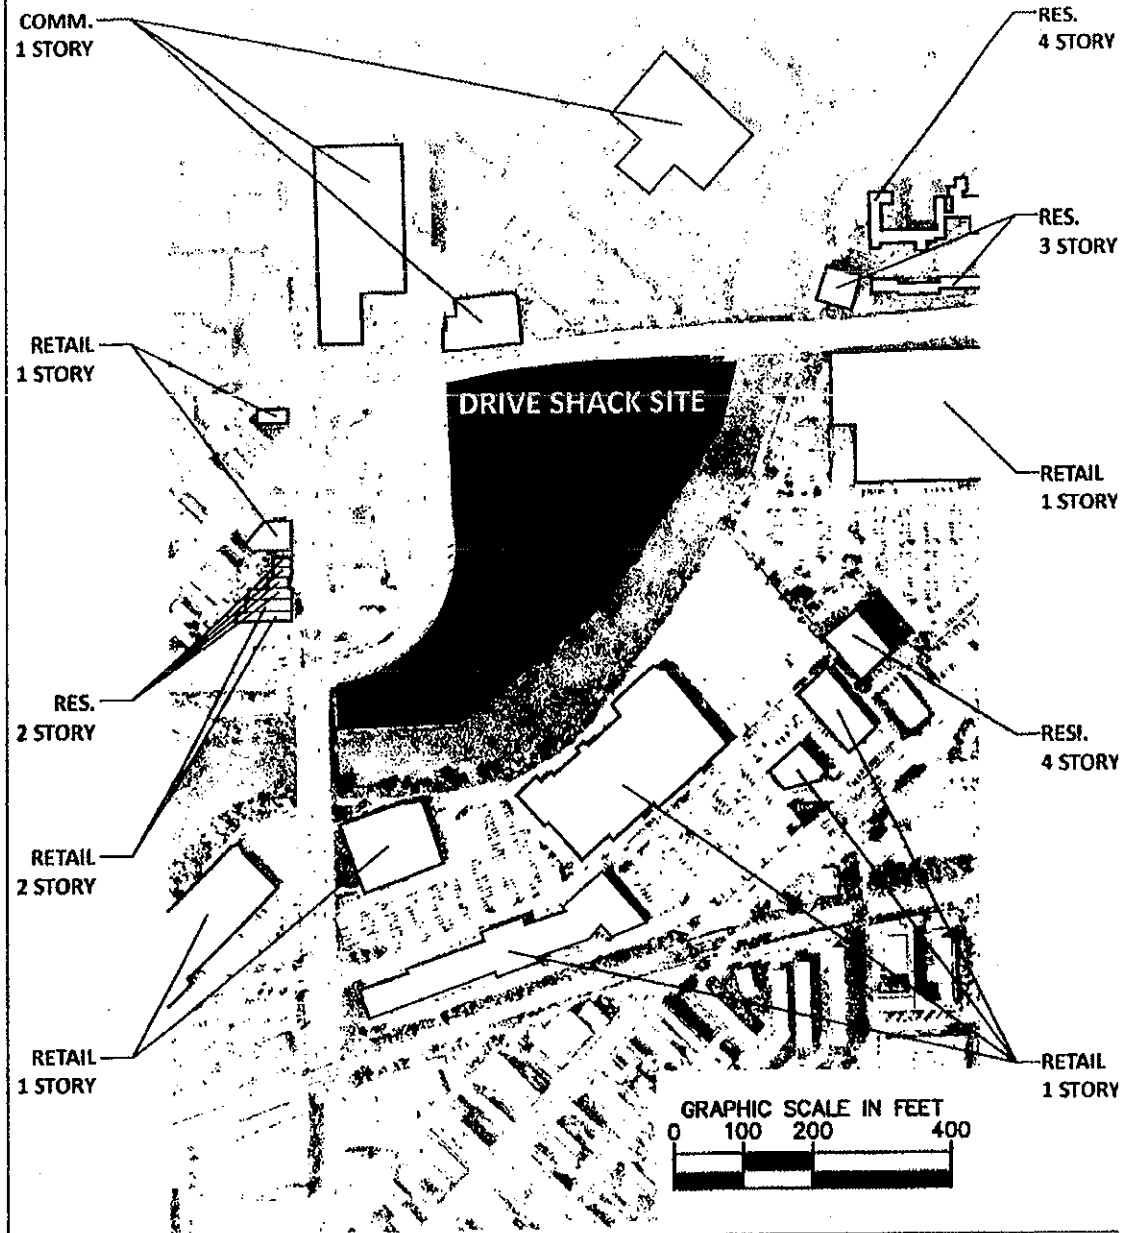 COMM.
1 STORY
RES.
4 STORY
RES.
3 STORY
RETAIL
1 STORY
DRIVE SHACK SITE
RETAIL
1 STORY
RES.
2 STORY
RESI.
4 STORY
RETAIL
2 STORY
RETAIL
1 STORY
RETAIL
1 STORY
GRAPHIC SCALE IN FEET
0 100 200 400